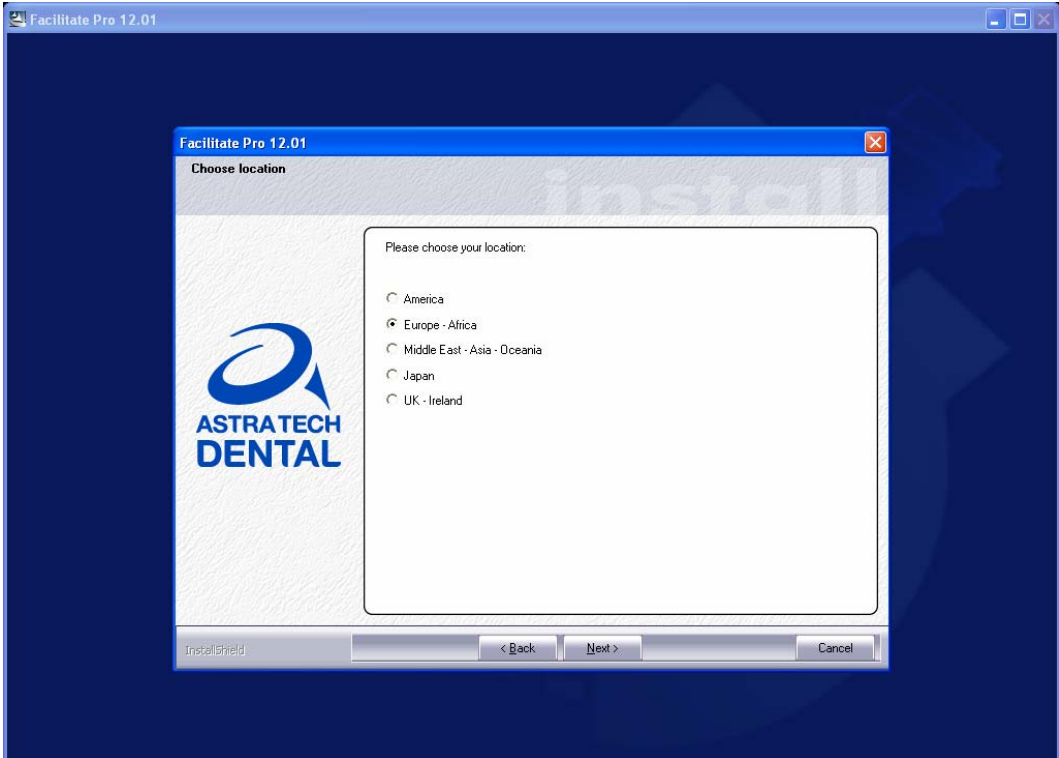 Facilitate Pro 12.01
Facilitate Pro 12.01
Choose location
install
Please choose your location:
America
Europe - Africa
Middle East - Asia - Oceania
Japan
UK - Ireland
ASTRATECH
DENTAL
InstallShield
< Back
Next >
Cancel